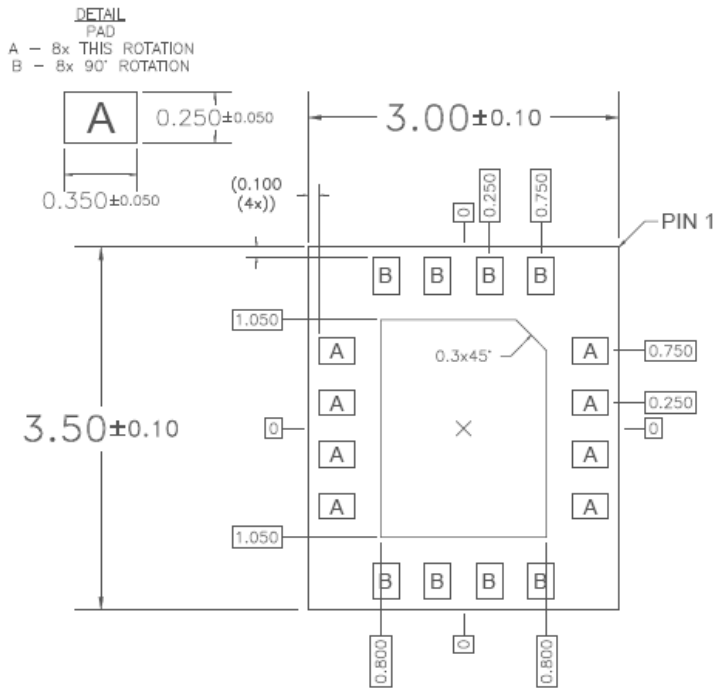 DETAIL
PAD
A — 8x THIS ROTATION
B — 8x 90° ROTATION
A
0.250±0.050
0.350±0.050
3.00±0.10
(0.100
(4x))
0
0.250
0.750
PIN 1
B B B B
1.050
0.3x45°
A A
0.750
3.50±0.10
A A
0.250
0
0
A A
A A
1.050
B B B B
0.800
0
0.800